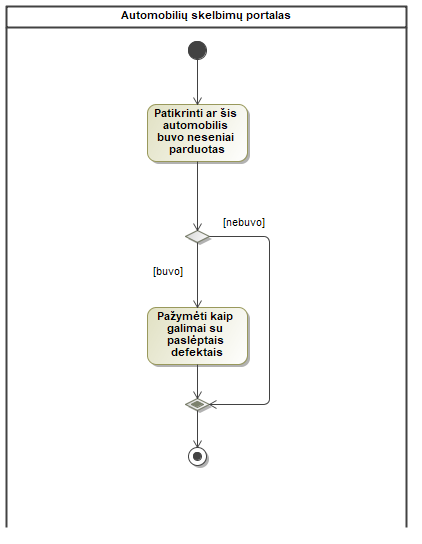 Automobilių skelbimų portalas
Patikrinti ar šis
automobilis
buvo neseniai
parduotas
[nebuvo]
[buvo]
Pažymėti kaip
galimai su
paslėptais
defektais